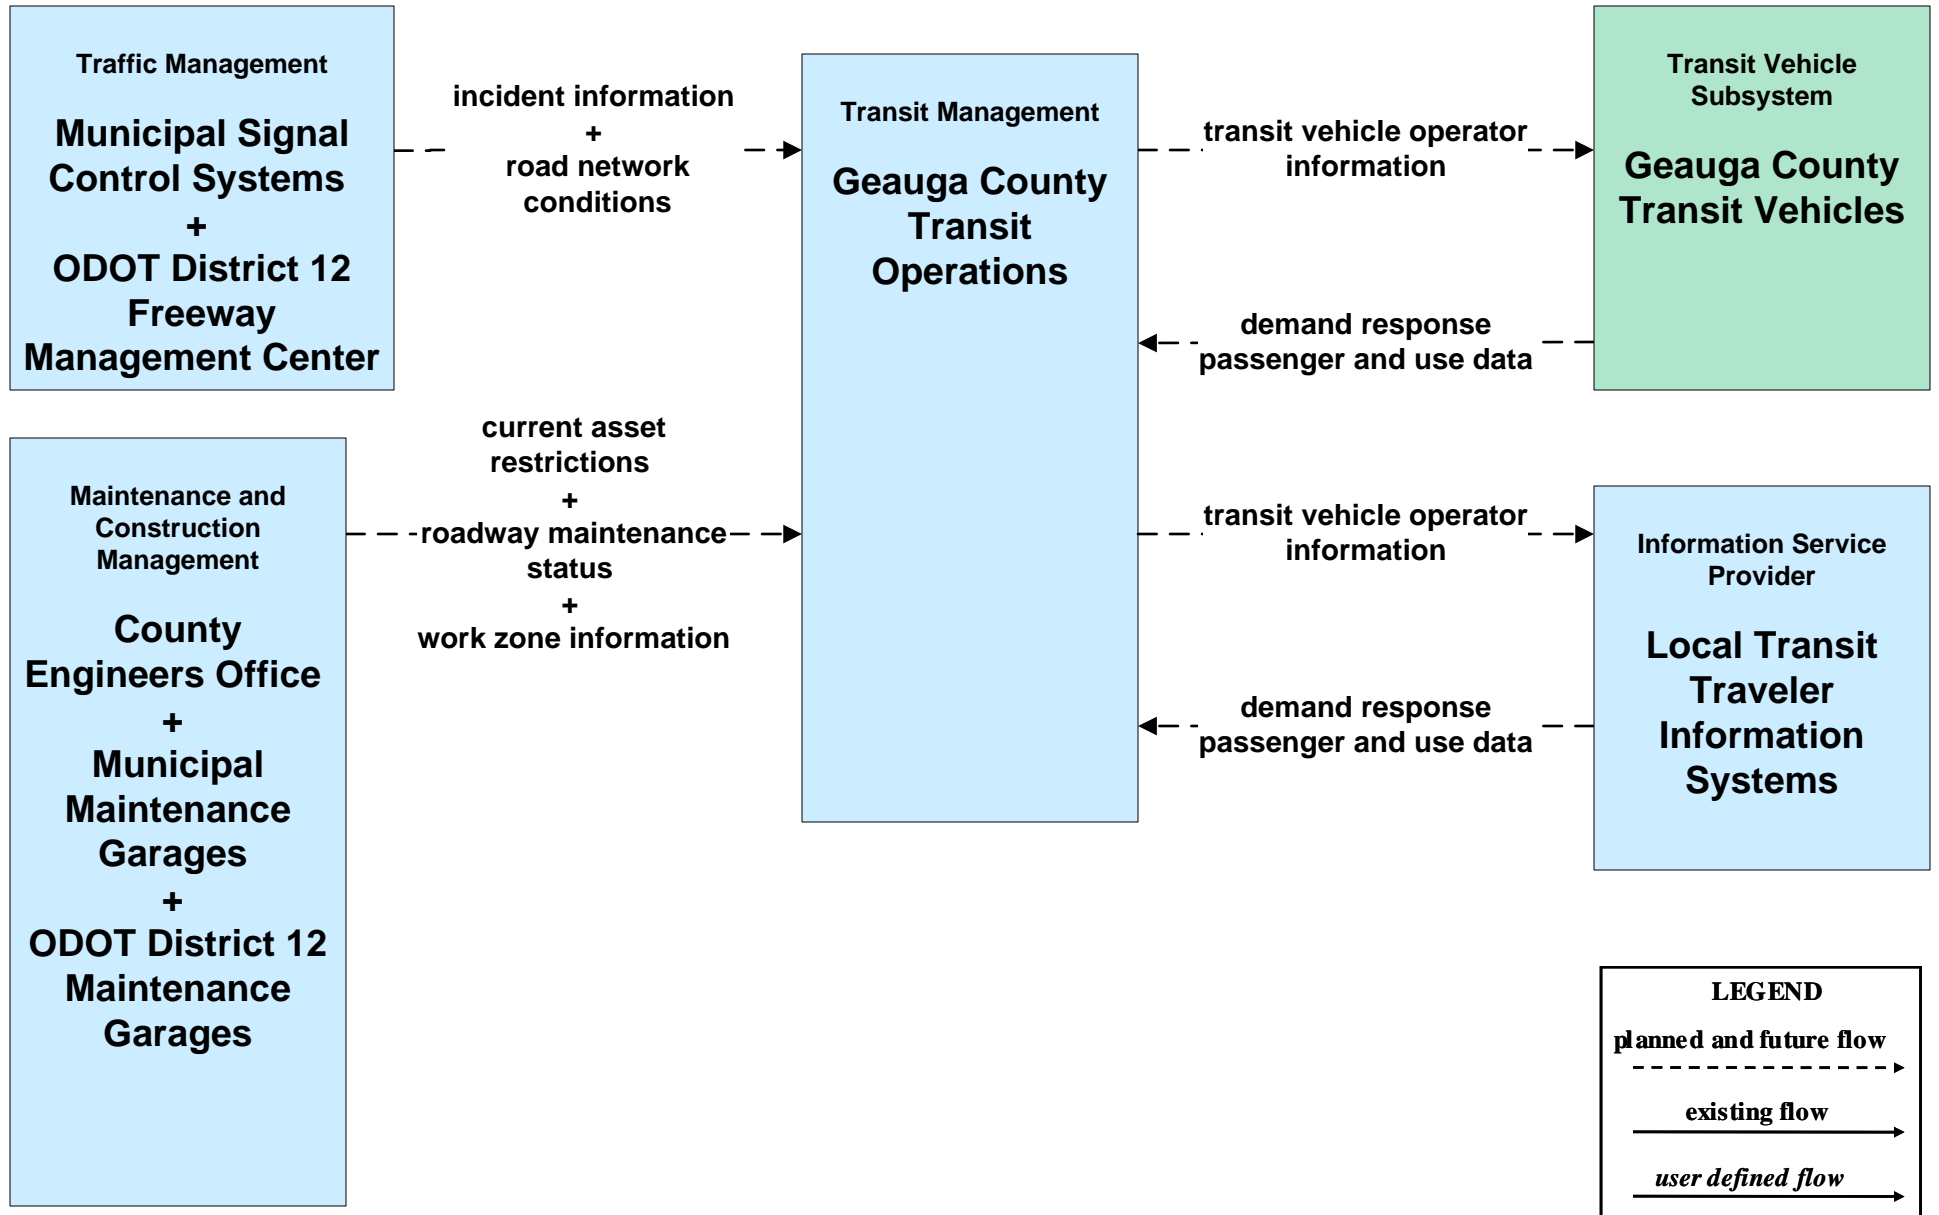 Traffic Management
Municipal Signal
Control Systems
+
ODOT District 12
Freeway
Management Center
incident information
+
road network
conditions
Transit Management
Geauga County
Transit
Operations
transit vehicle operator
information
Transit Vehicle
Subsystem
Geauga County
Transit Vehicles
demand response
passenger and use data
Maintenance and
Construction
Management
County
Engineers Office
+
Municipal
Maintenance
Garages
+
ODOT District 12
Maintenance
Garages
current asset
restrictions
+
roadway maintenance
status
+
work zone information
transit vehicle operator
information
Information Service
Provider
Local Transit
Traveler
Information
Systems
demand response
passenger and use data
LEGEND
planned and future flow
existing flow
user defined flow